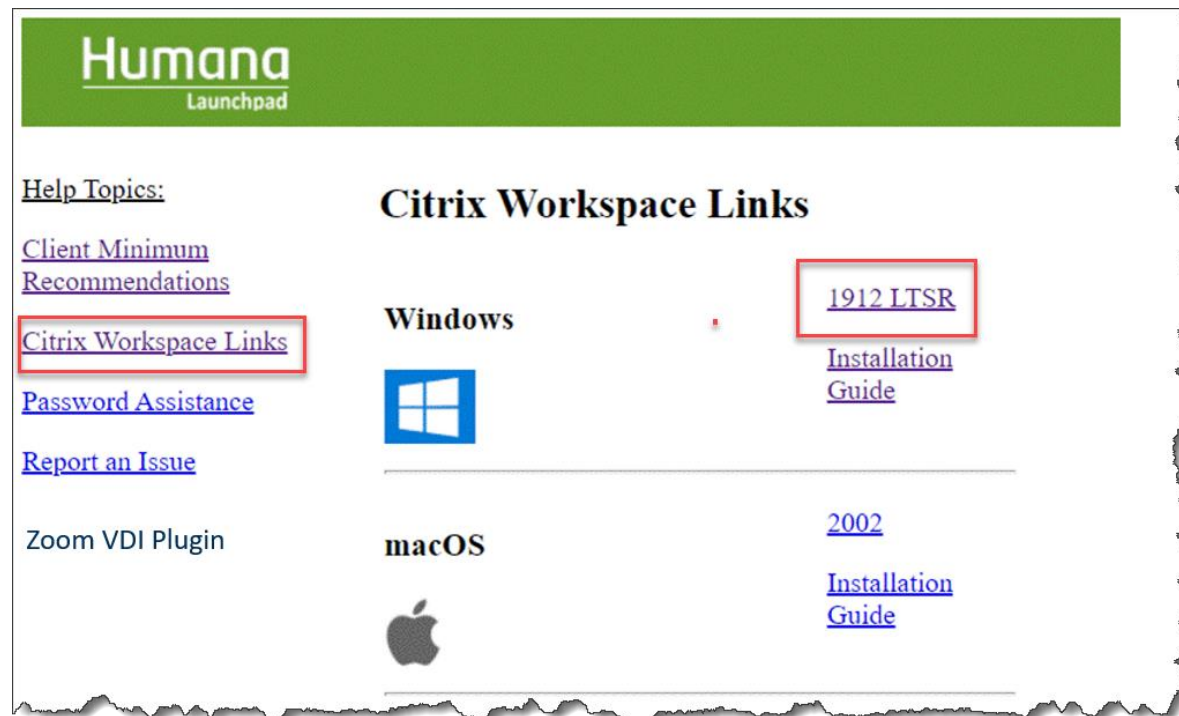 Humana
Launchpad
Help Topics:
Client Minimum
Recommendations
Citrix Workspace Links
Password Assistance
Report an Issue
Zoom VDI Plugin
Citrix Workspace Links
Windows
1912 LTSR
Installation
Guide
macOS
2002
Installation
Guide